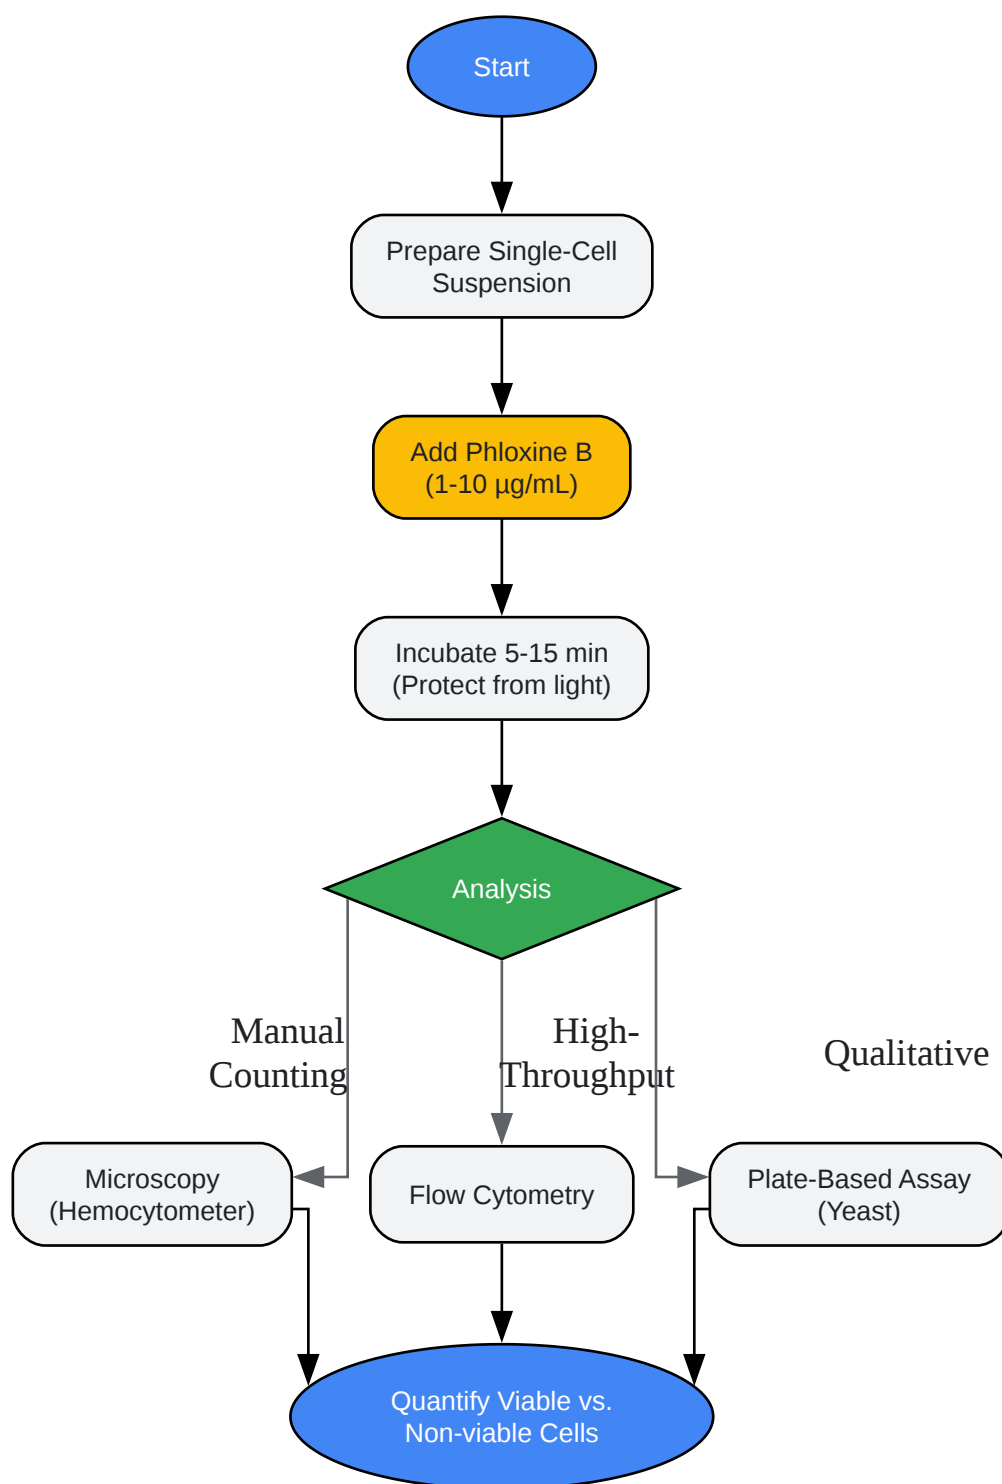 Start
Prepare Single-Cell
Suspension
Add Phloxine B
(1-10 µg/mL)
Incubate 5-15 min
(Protect from light)
Analysis
Manual
Counting
High-
Throughput
Qualitative
Microscopy
(Hemocytometer)
Flow Cytometry
Plate-Based Assay
(Yeast)
Quantify Viable vs.
Non-viable Cells